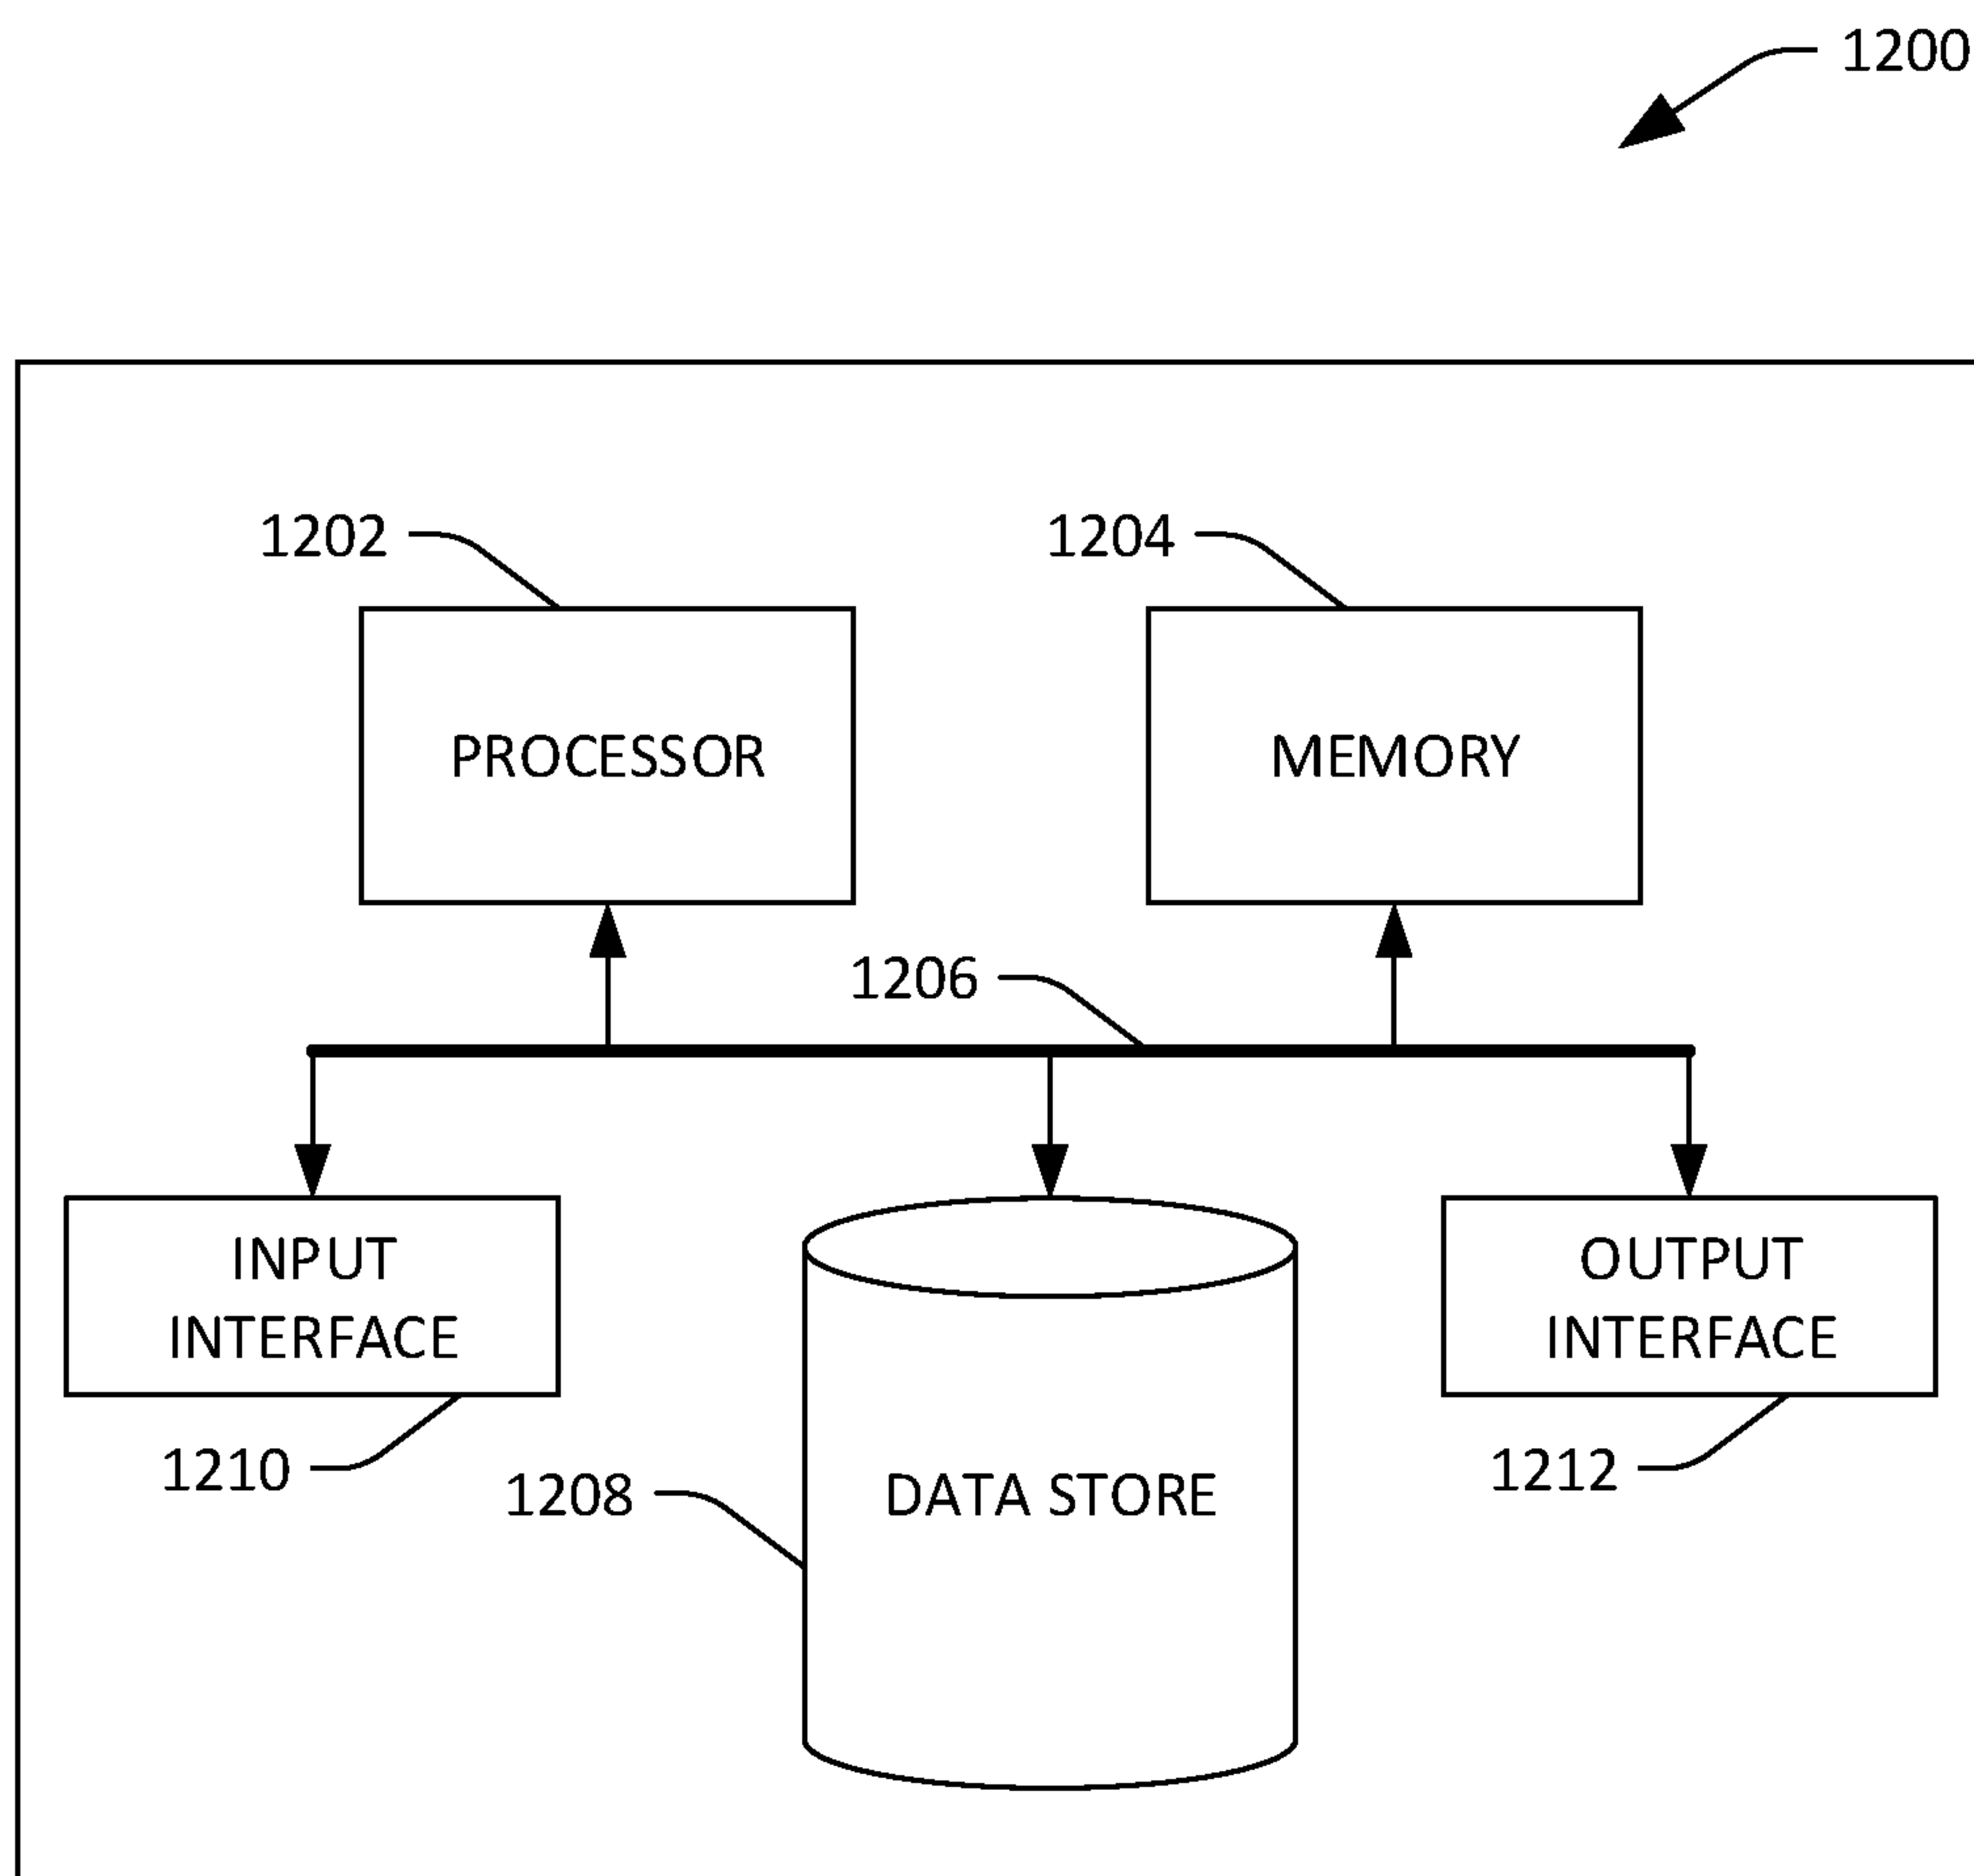 1200
1202
1204
PROCESSOR
MEMORY
1206
INPUT
INTERFACE
OUTPUT
INTERFACE
1210
1208
DATA STORE
1212